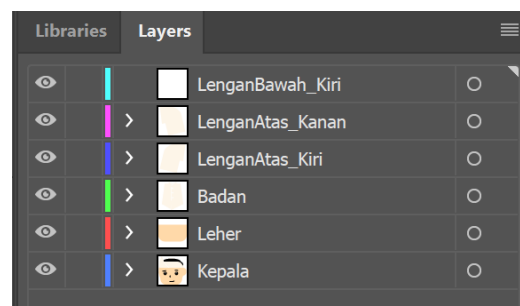 Libraries Layers
LenganBawah_Kiri
LenganAtas_Kanan
LenganAtas_Kiri
Badan
Leher
Kepala